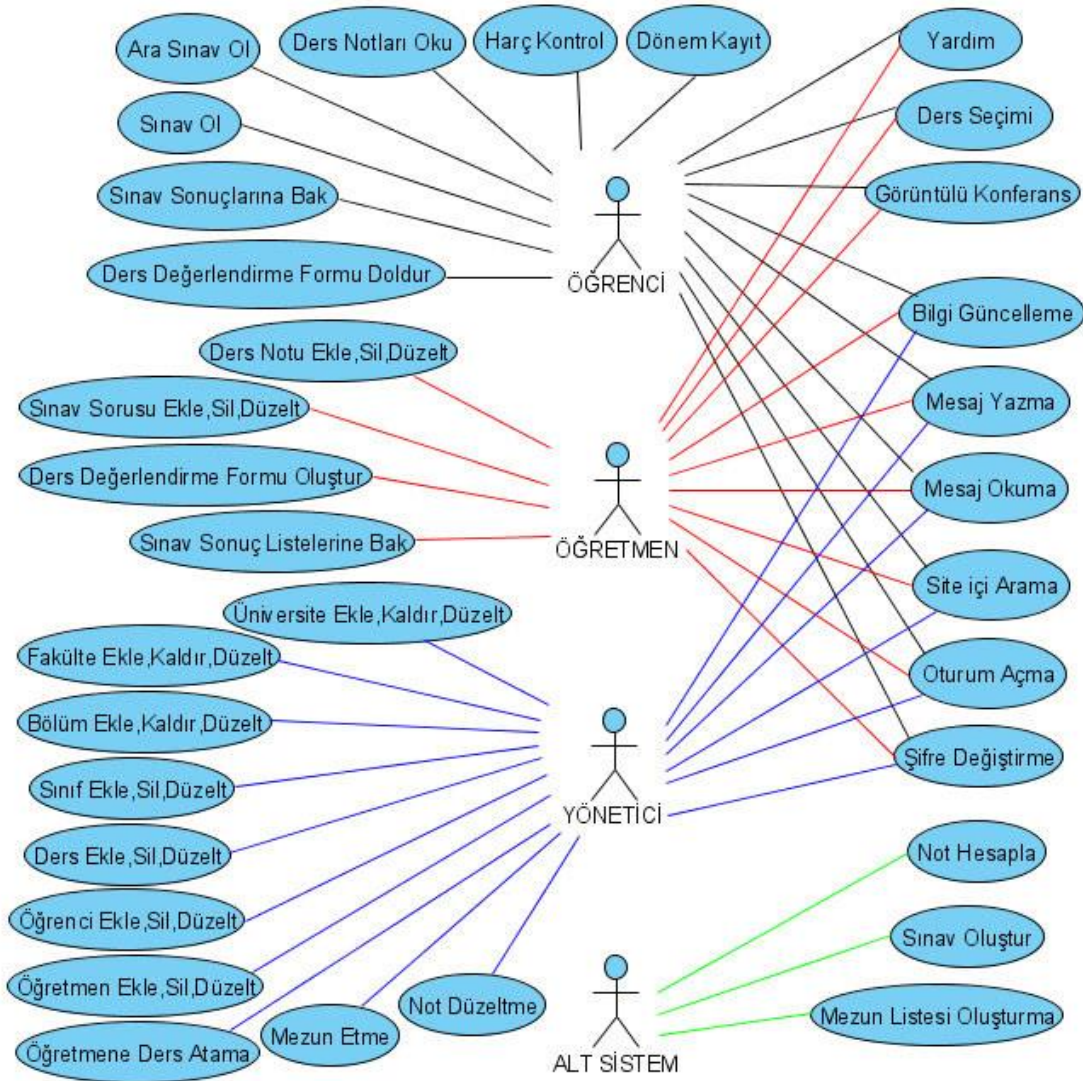 Ara Sınav Ol
Ders Notları Oku
Harç Kontrol
Dönem Kayıt
Yardım
Sınav Ol
Ders Seçimi
Sınav Sonuçlarına Bak
Görüntülü Konferans
Ders Değerlendirme Formu Doldur
ÖĞRENCİ
Bilgi Güncelleme
Ders Notu Ekle,Sil,Düzelt
Sınav Sorusu Ekle,Sil,Düzelt
Mesaj Yazma
Ders Değerlendirme Formu Oluştur
Mesaj Okuma
Sınav Sonuç Listelerine Bak
ÖĞRETMEN
Site içi Arama
Üniversite Ekle,Kaldır,Düzelt
Fakülte Ekle,Kaldır,Düzelt
Oturum Açma
Bölüm Ekle,Kaldır,Düzelt
Şifre Değiştirme
Sınıf Ekle,Sil,Düzelt
YÖNETİCİ
Ders Ekle,Sil,Düzelt
Not Hesapla
Öğrenci Ekle,Sil,Düzelt
Sınav Oluştur
Öğretmen Ekle,Sil,Düzelt
Not Düzeltme
Mezun Listesi Oluşturma
Mezun Etme
Öğretmene Ders Atama
ALT SİSTEM